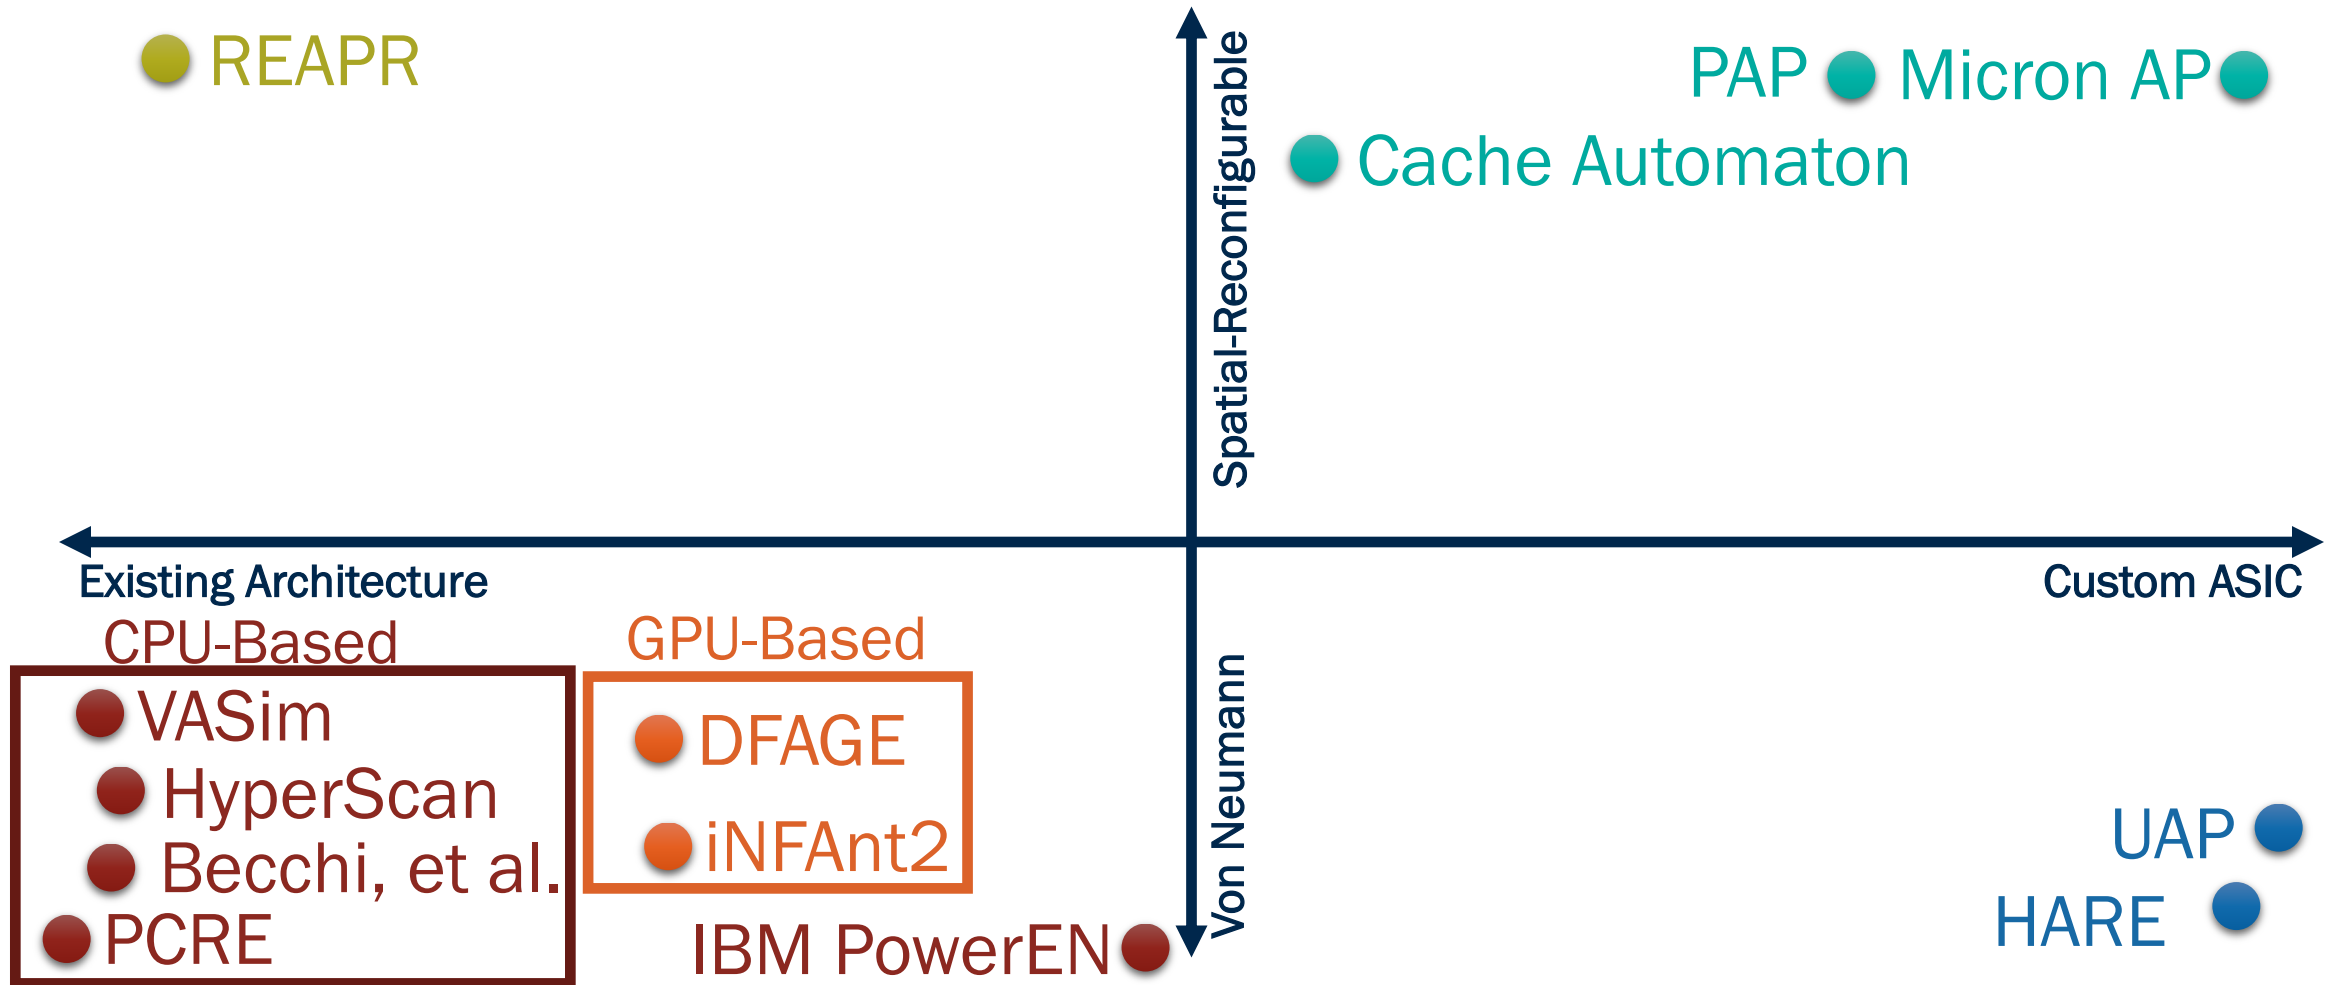 REAPR
PAP
Micron AP
Cache Automaton
Spatial-Reconfigurable
Existing Architecture
Custom ASIC
CPU-Based
GPU-Based
VASim
HyperScan
Becchi, et al.
PCRE
DFAGE
iNFAnt2
IBM PowerEN
Von Neumann
UAP
HARE